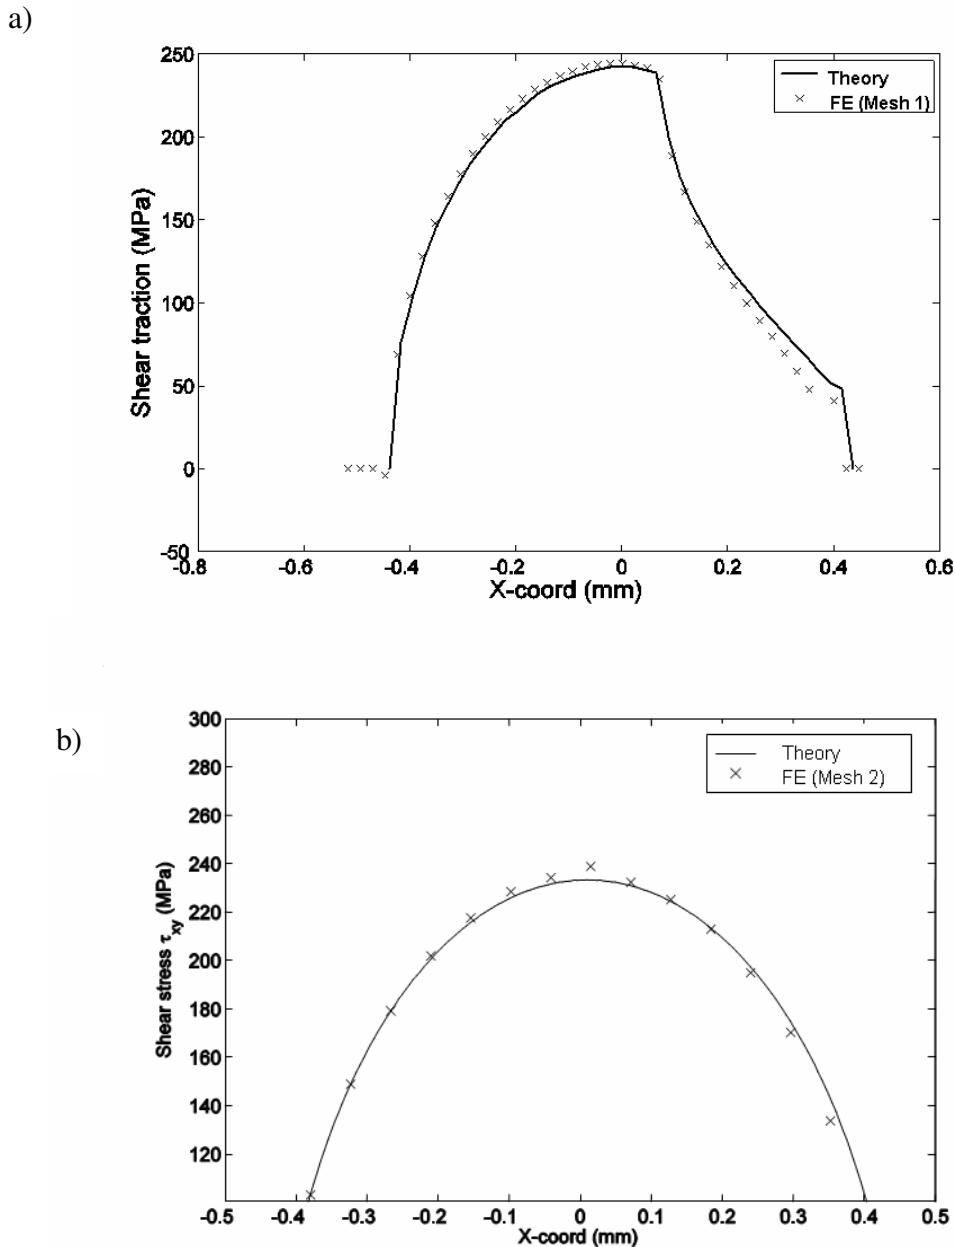 a)
250
200
150
100
50
0
-50
Shear traction (MPa)
Theory
FE (Mesh 1)
-0.8 -0.6 -0.4 -0.2 0 0.2 0.4 0.6
X-coord (mm)
b)
300
280
260
240
220
200
180
160
140
120
Shear stress τxy (MPa)
Theory
FE (Mesh 2)
-0.5 -0.4 -0.3 -0.2 -0.1 0 0.1 0.2 0.3 0.4 0.5
X-coord (mm)